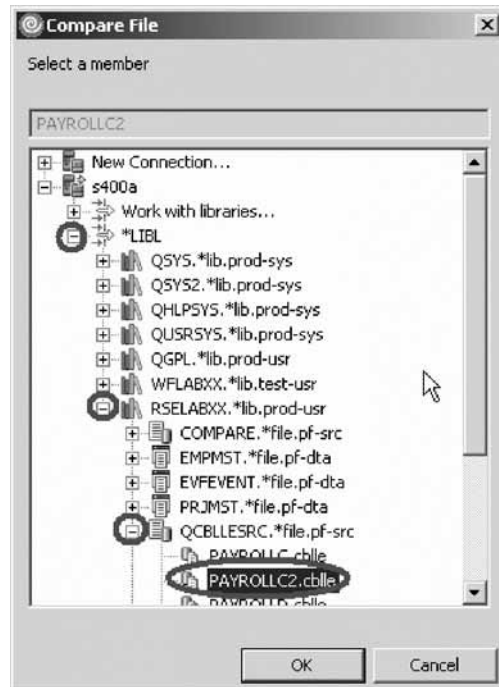 Compare File
Select a member
PAYROLLC2
New Connection...
s400a
Work with libraries...
*LIBL
QSYS.*lib.prod-sys
QSYS2.*lib.prod-sys
QHLPSYS.*lib.prod-sys
QUSRSYS.*lib.prod-sys
QGPL.*lib.prod-usr
WFLABXX.*lib.test-usr
RSELABXX.*lib.prod-usr
COMPARE.*file.pf-src
EMPMST.*file.pf-dta
EVFEVENT.*file.pf-dta
PRJMST.*file.pf-dta
QCBLLESRC.*file.pf-src
PAYROLLC.cblle
PAYROLLC2.cblle
PAYROLLD.cblle
OK Cancel